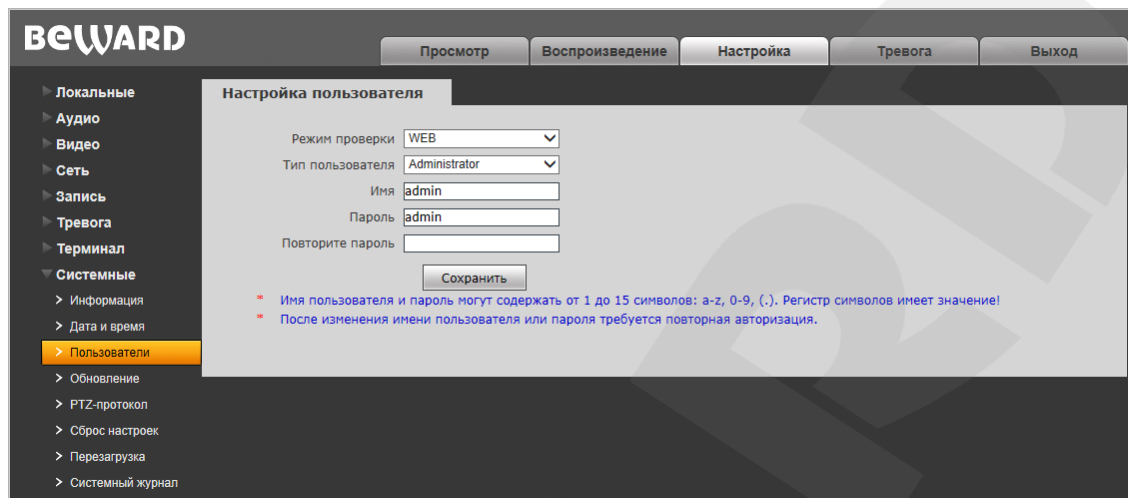 BEWARD
Просмотр Воспроизведение Настройка Тревога Выход
Локальные
Аудио
Видео
Сеть
Запись
Тревога
Терминал
Системные
> Информация
> Дата и время
> Пользователи
> Обновление
> PTZ-протокол
> Сброс настроек
> Перезагрузка
> Системный журнал
Настройка пользователя
Режим проверки WEB
Тип пользователя Administrator
Имя admin
Пароль admin
Повторите пароль
Сохранить
* Имя пользователя и пароль могут содержать от 1 до 15 символов: a-z, 0-9, (.). Регистр символов имеет значение!
* После изменения имени пользователя или пароля требуется повторная авторизация.